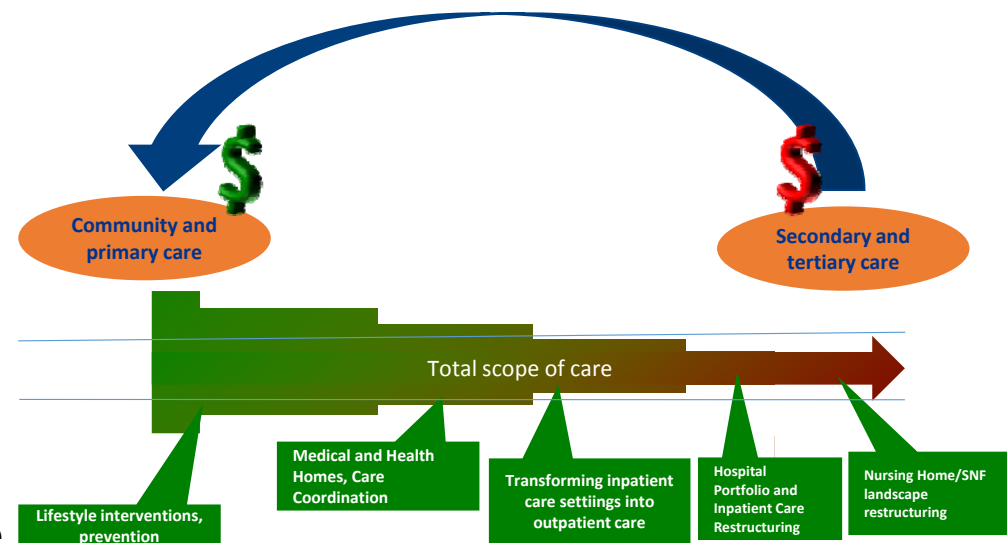 Community and
primary care
Secondary and
tertiary care
Total scope of care
Lifestyle interventions,
prevention
Medical and Health
Homes, Care
Coordination
Transforming inpatient
care settiings into
outpatient care
Hospital
Portfolio and
Inpatient Care
Restructuring
Nursing Home/SNF
landscape
restructuring